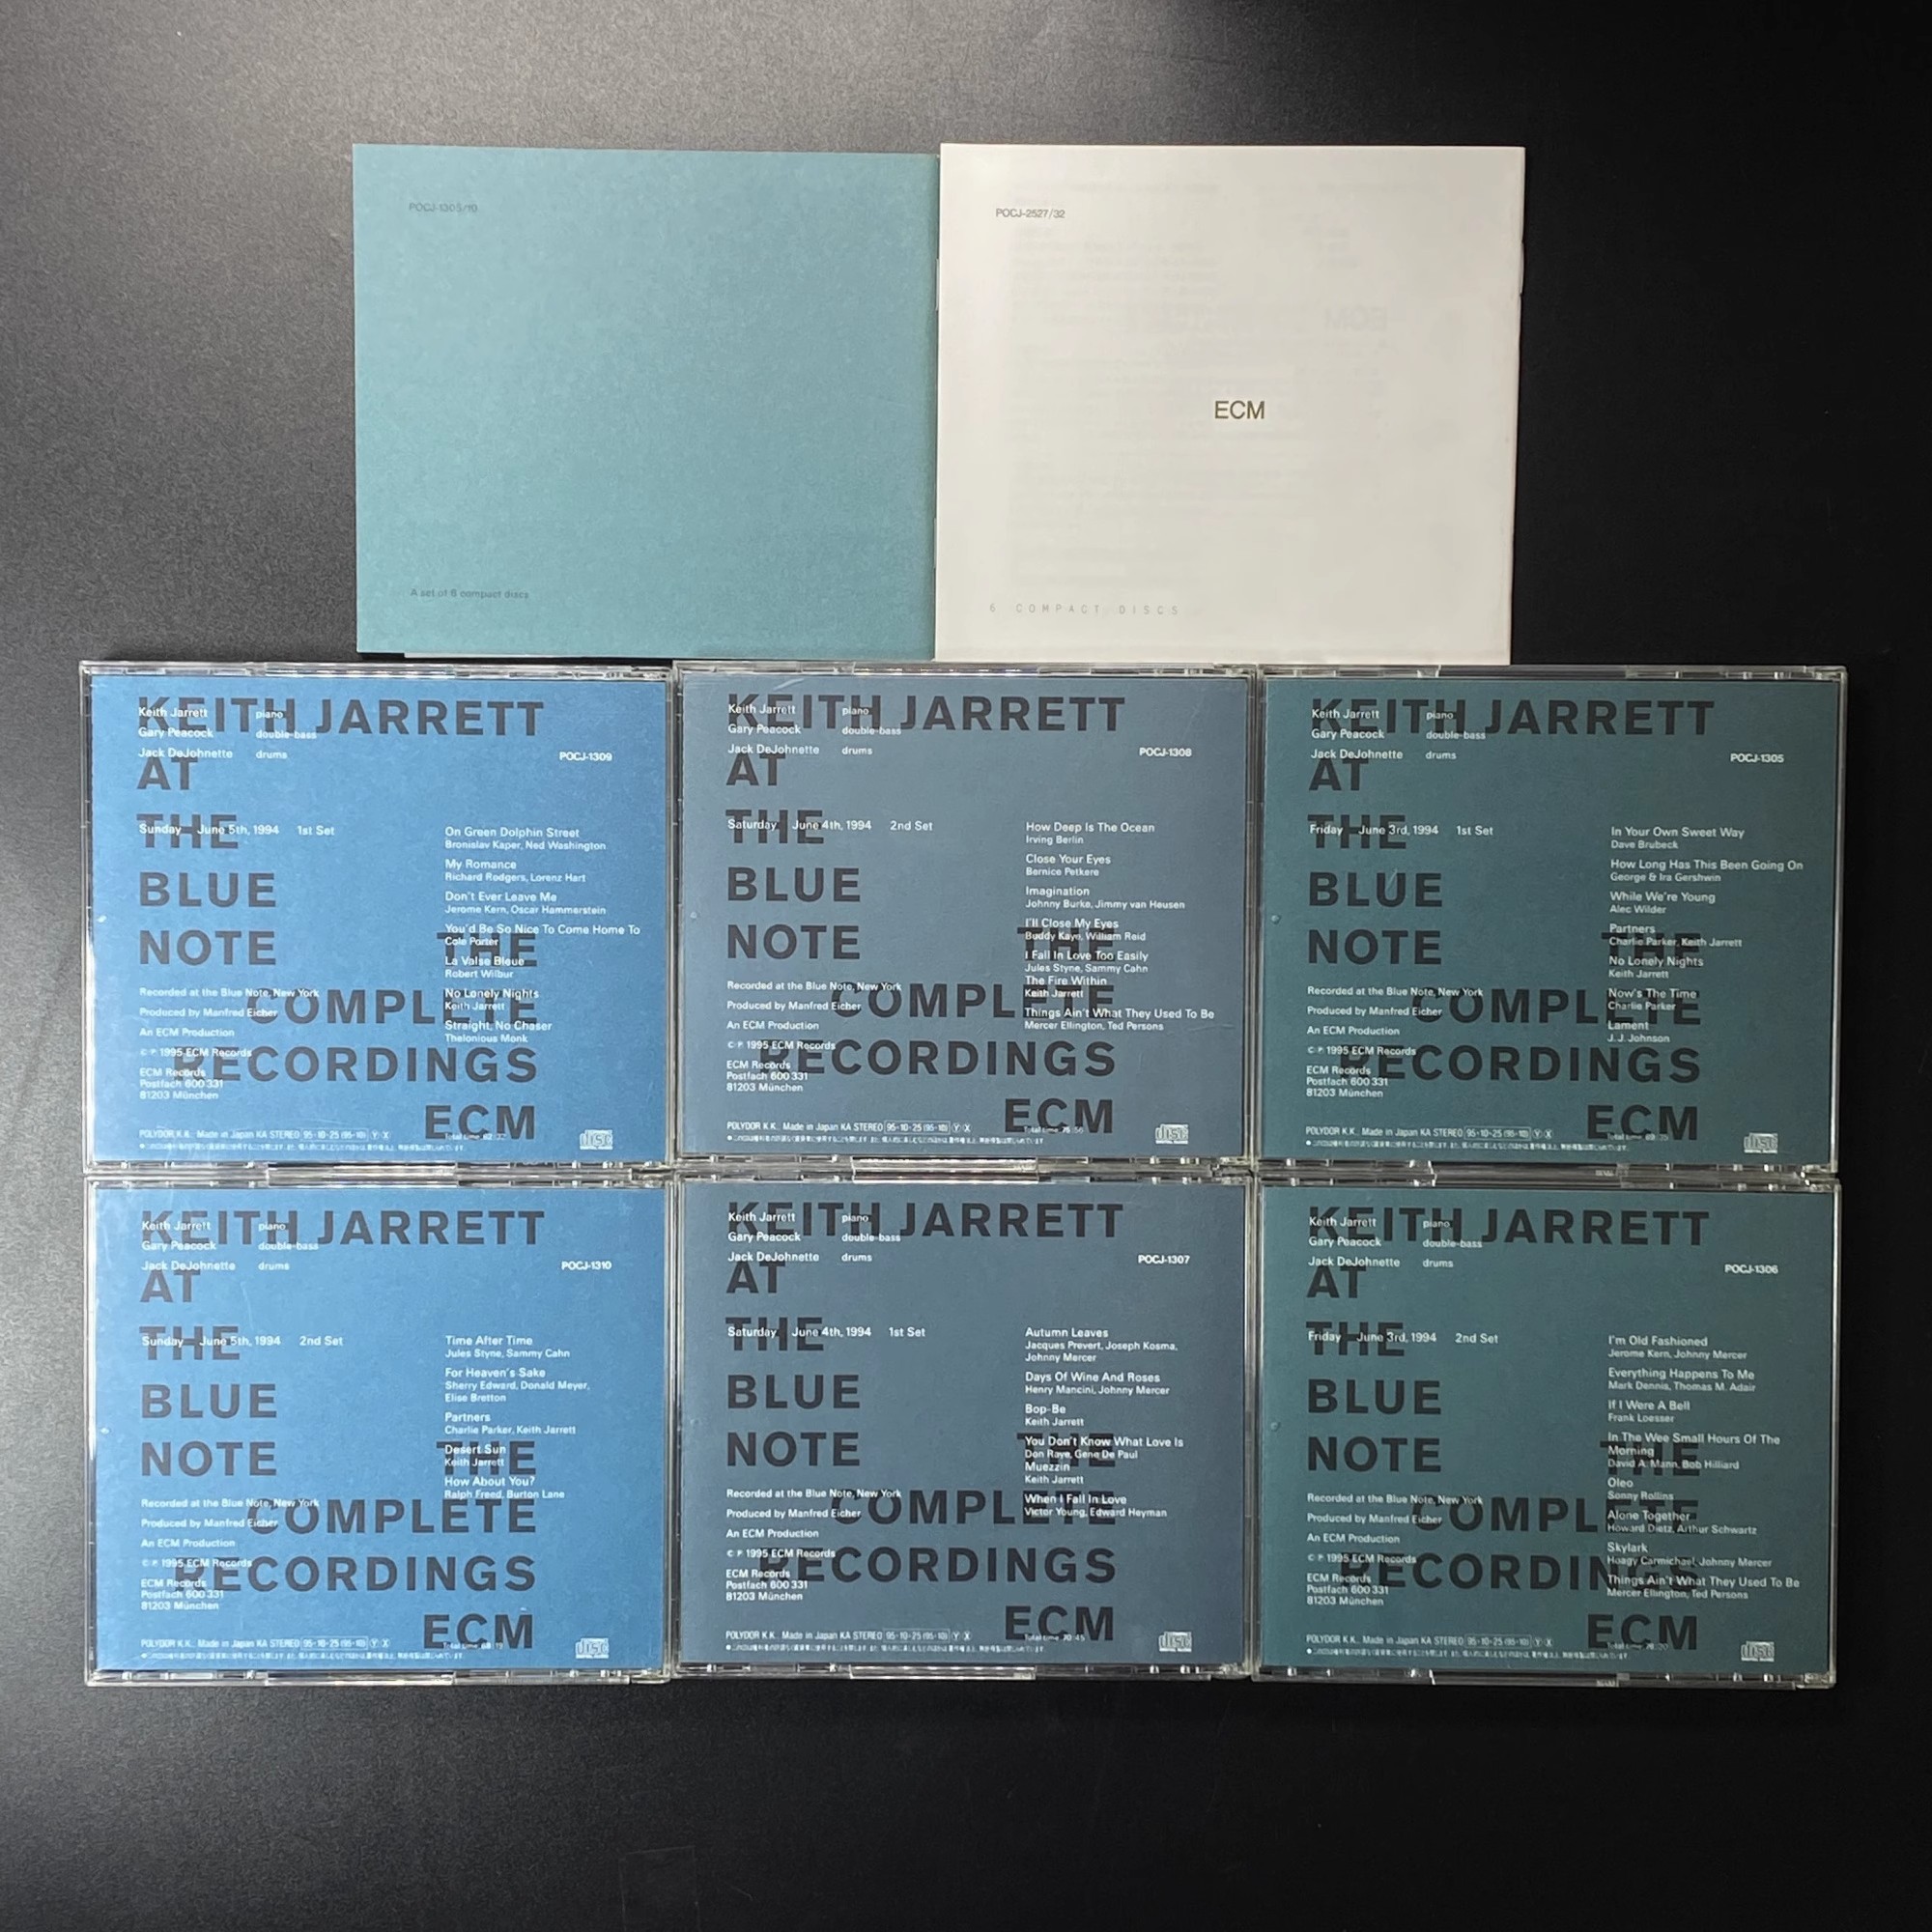 POCJ-1305/10
A set of 6 compact discs
POCJ-2527/32
ECM
6 COMPACT DISCS
KEITH JARRETT
AT
THE
BLUE
NOTE THE
COMPLETE
RECORDINGS
ECM
Keith Jarrett piano
Gary Peacock double-bass
Jack DeJohnette drums
POCJ-1309
Sunday June 5th, 1994 1st Set
On Green Dolphin Street
Bronislav Kaper, Ned Washington
My Romance
Richard Rodgers, Lorenz Hart
Don't Ever Leave Me
Jerome Kern, Oscar Hammerstein
You'd Be So Nice To Come Home To
Cole Porter
La Valse Bleue
Robert Wilbur
No Lonely Nights
Keith Jarrett
Straight, No Chaser
Thelonious Monk
Recorded at the Blue Note, New York
Produced by Manfred Eicher
An ECM Production
© ℗ 1995 ECM Records
ECM Records
Postfach 600 331
81203 München
POLYDOR K.K.. Made in Japan KA STEREO 95·10·25 (95·10) Y X
disc
KEITH JARRETT
AT
THE
BLUE
NOTE THE
COMPLETE
RECORDINGS
ECM
Keith Jarrett piano
Gary Peacock double-bass
Jack DeJohnette drums
POCJ-1308
Saturday June 4th, 1994 2nd Set
How Deep Is The Ocean
Irving Berlin
Close Your Eyes
Bernice Petkere
Imagination
Johnny Burke, Jimmy van Heusen
I'll Close My Eyes
Buddy Kaye, William Reid
I Fall In Love Too Easily
Jules Styne, Sammy Cahn
The Fire Within
Keith Jarrett
Things Ain't What They Used To Be
Mercer Ellington, Ted Persons
Recorded at the Blue Note, New York
Produced by Manfred Eicher
An ECM Production
© ℗ 1995 ECM Records
ECM Records
Postfach 600 331
81203 München
Total time 76:56
POLYDOR K.K.. Made in Japan KA STEREO 95·10·25 (95·10) Y X
disc
KEITH JARRETT
AT
THE
BLUE
NOTE THE
COMPLETE
RECORDINGS
ECM
Keith Jarrett piano
Gary Peacock double-bass
Jack DeJohnette drums
POCJ-1305
Friday June 3rd, 1994 1st Set
In Your Own Sweet Way
Dave Brubeck
How Long Has This Been Going On
George & Ira Gershwin
While We're Young
Alec Wilder
Partners
Charlie Parker, Keith Jarrett
No Lonely Nights
Keith Jarrett
Now's The Time
Charlie Parker
Lament
J. J. Johnson
Recorded at the Blue Note, New York
Produced by Manfred Eicher
An ECM Production
© ℗ 1995 ECM Records
ECM Records
Postfach 600 331
81203 München
POLYDOR K.K.. Made in Japan KA STEREO 95·10·25 (95·10) Y X
disc
KEITH JARRETT
AT
THE
BLUE
NOTE THE
COMPLETE
RECORDINGS
ECM
Keith Jarrett piano
Gary Peacock double-bass
Jack DeJohnette drums
POCJ-1310
Sunday June 5th, 1994 2nd Set
Time After Time
Jules Styne, Sammy Cahn
For Heaven's Sake
Sherry Edward, Donald Meyer,
Elise Bretton
Partners
Charlie Parker, Keith Jarrett
Desert Sun
Keith Jarrett
How About You?
Ralph Freed, Burton Lane
Recorded at the Blue Note, New York
Produced by Manfred Eicher
An ECM Production
© ℗ 1995 ECM Records
ECM Records
Postfach 600 331
81203 München
POLYDOR K.K.. Made in Japan KA STEREO 95·10·25 (95·10) Y X
disc
KEITH JARRETT
AT
THE
BLUE
NOTE THE
COMPLETE
RECORDINGS
ECM
Keith Jarrett piano
Gary Peacock double-bass
Jack DeJohnette drums
POCJ-1307
Saturday June 4th, 1994 1st Set
Autumn Leaves
Jacques Prevert, Joseph Kosma,
Johnny Mercer
Days Of Wine And Roses
Henry Mancini, Johnny Mercer
Bop-Be
Keith Jarrett
You Don't Know What Love Is
Don Raye, Gene De Paul
Muezzin
Keith Jarrett
When I Fall In Love
Victor Young, Edward Heyman
Recorded at the Blue Note, New York
Produced by Manfred Eicher
An ECM Production
© ℗ 1995 ECM Records
ECM Records
Postfach 600 331
81203 München
Total time 70:45
POLYDOR K.K.. Made in Japan KA STEREO 95·10·25 (95·10) Y X
disc
KEITH JARRETT
AT
THE
BLUE
NOTE THE
COMPLETE
RECORDINGS
ECM
Keith Jarrett piano
Gary Peacock double-bass
Jack DeJohnette drums
POCJ-1306
Friday June 3rd, 1994 2nd Set
I'm Old Fashioned
Jerome Kern, Johnny Mercer
Everything Happens To Me
Mark Dennis, Thomas M. Adair
If I Were A Bell
Frank Loesser
In The Wee Small Hours Of The
Morning
David A. Mann, Bob Hilliard
Oleo
Sonny Rollins
Alone Together
Howard Dietz, Arthur Schwartz
Skylark
Hoagy Carmichael, Johnny Mercer
Things Ain't What They Used To Be
Mercer Ellington, Ted Persons
Recorded at the Blue Note, New York
Produced by Manfred Eicher
An ECM Production
© ℗ 1995 ECM Records
ECM Records
Postfach 600 331
81203 München
POLYDOR K.K.. Made in Japan KA STEREO 95·10·25 (95·10) Y X
disc